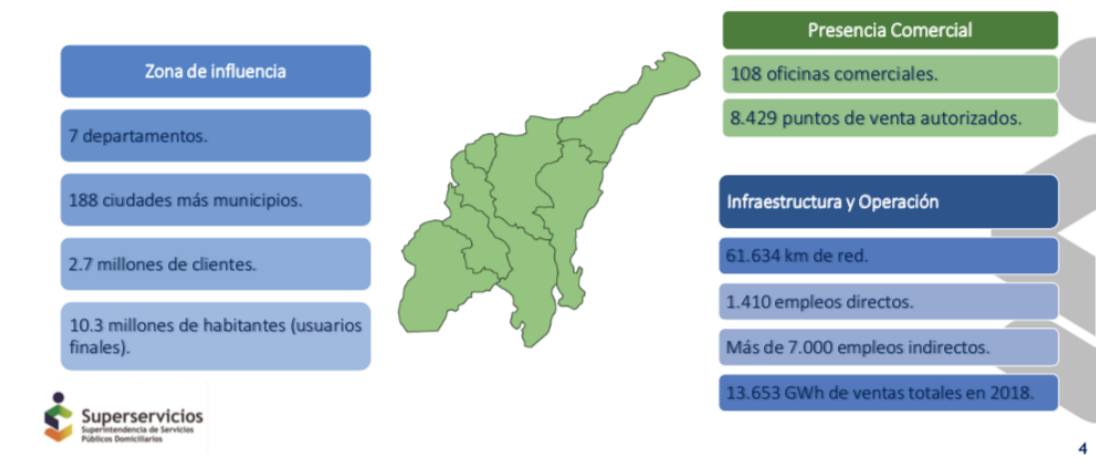 Zona de influencia
7 departamentos.
188 ciudades más municipios.
2.7 millones de clientes.
10.3 millones de habitantes (usuarios
finales).
Presencia Comercial
108 oficinas comerciales.
8.429 puntos de venta autorizados.
Infraestructura y Operación
61.634 km de red.
1.410 empleos directos.
Más de 7.000 empleos indirectos.
13.653 GWh de ventas totales en 2018.
Superservicios
Superintendencia de Servicios
Públicos Domiciliarios
4